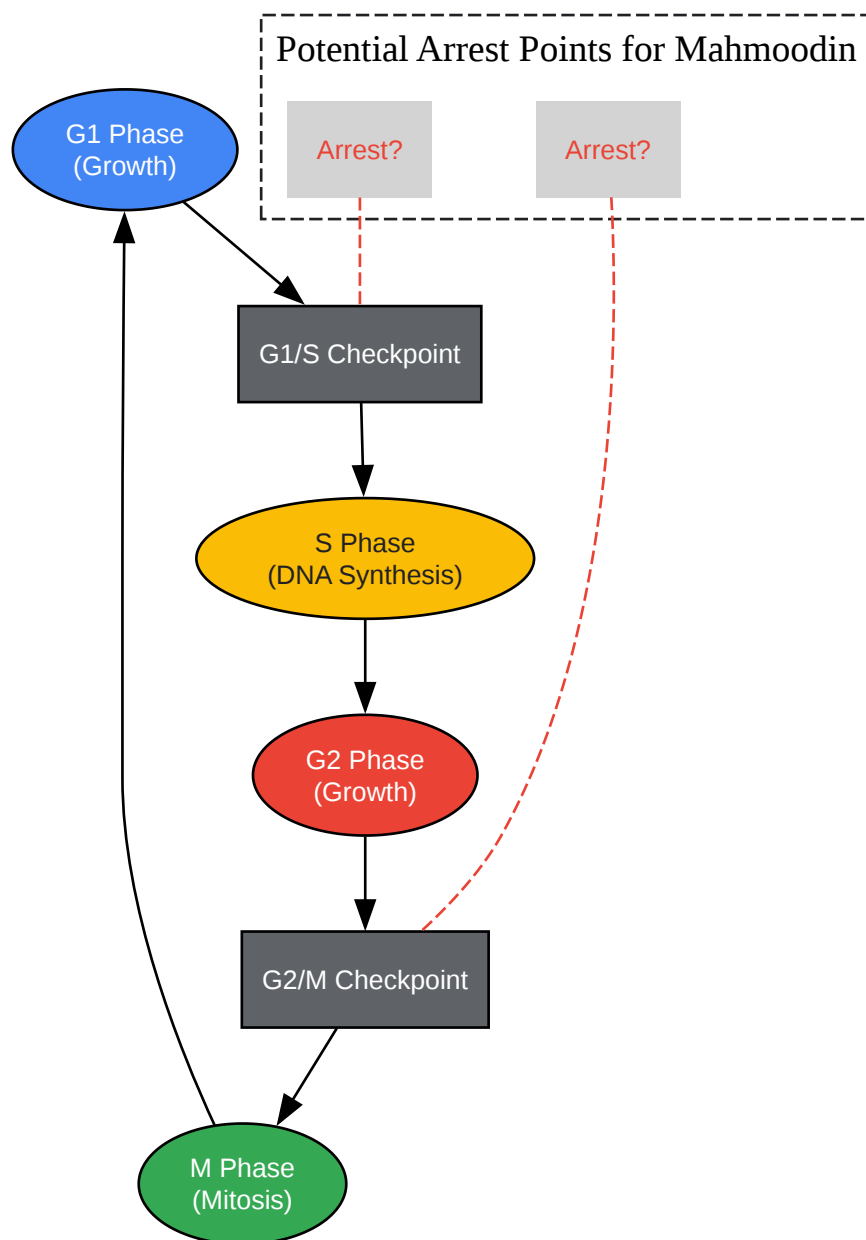 Potential Arrest Points for Mahmoodin
G1 Phase
(Growth)
Arrest?
Arrest?
G1/S Checkpoint
S Phase
(DNA Synthesis)
G2 Phase
(Growth)
G2/M Checkpoint
M Phase
(Mitosis)